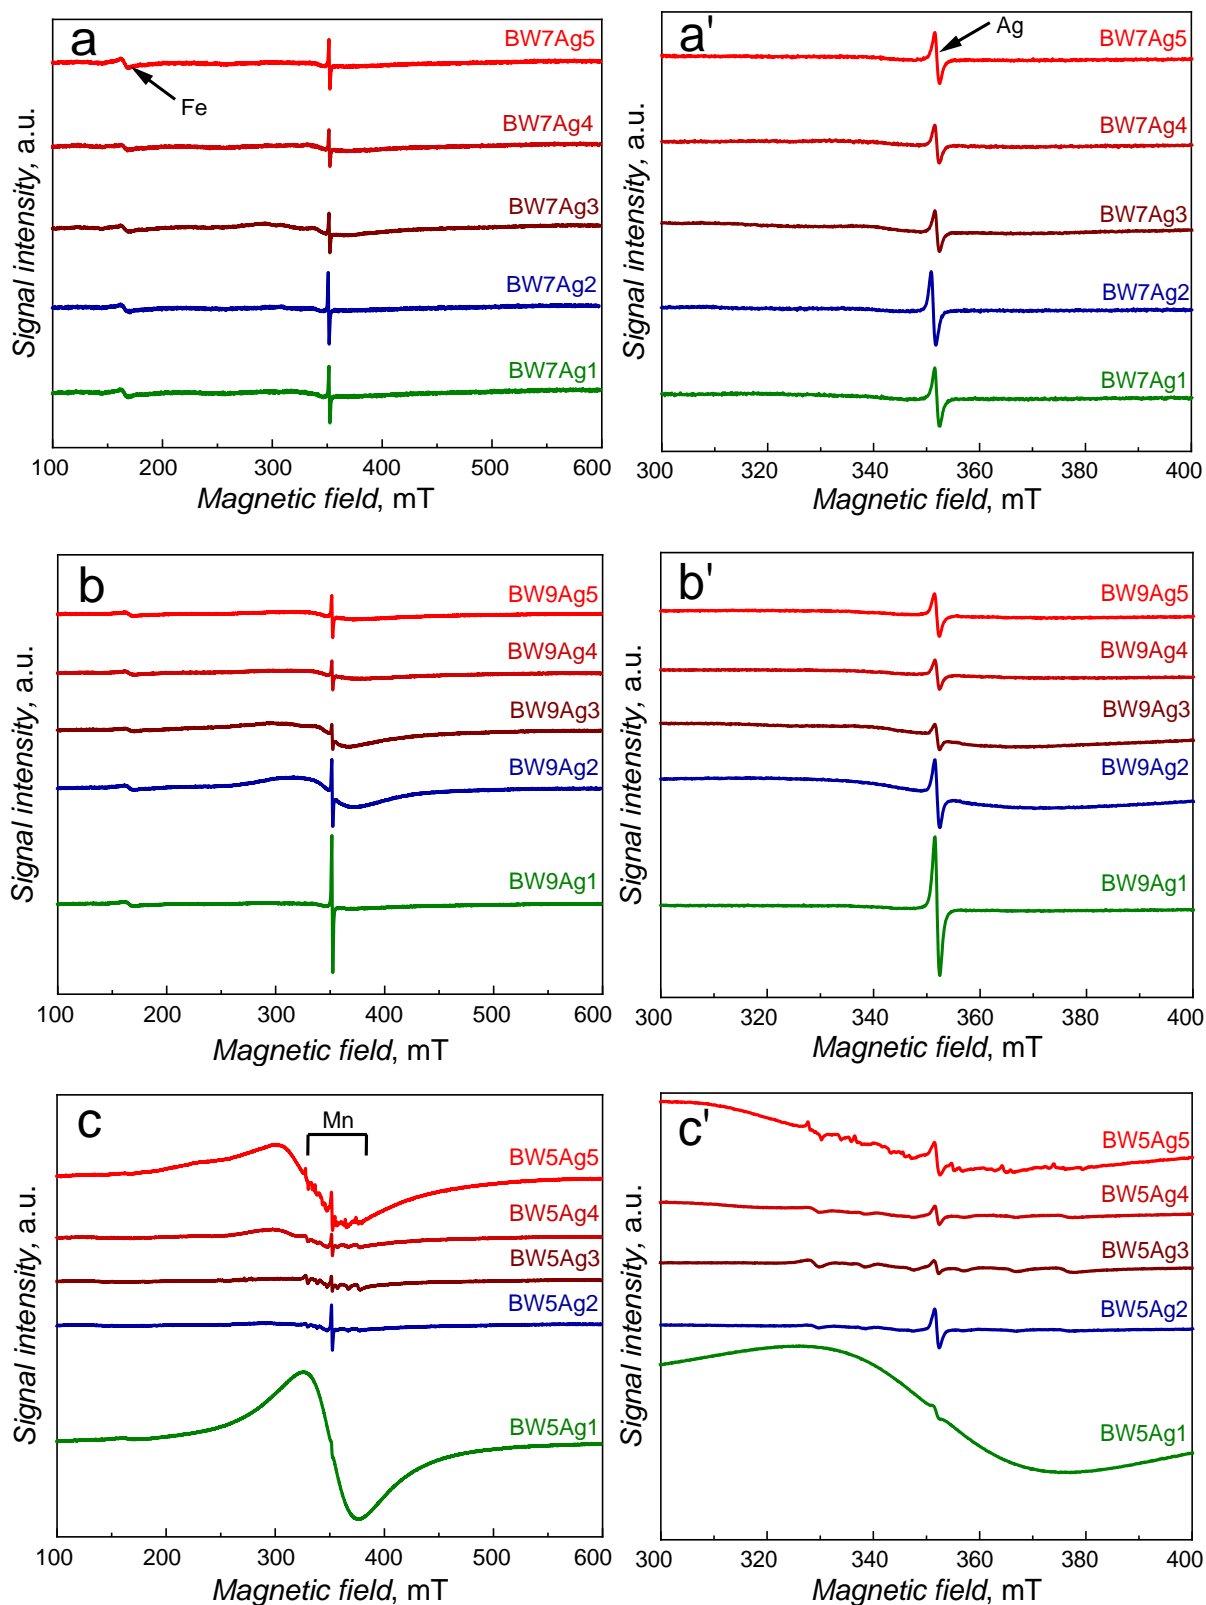 a
BW7Ag5
Fe
BW7Ag4
BW7Ag3
BW7Ag2
BW7Ag1
Signal intensity, a.u.
100 200 300 400 500 600
Magnetic field, mT
a'
Ag
BW7Ag5
BW7Ag4
BW7Ag3
BW7Ag2
BW7Ag1
Signal intensity, a.u.
300 320 340 360 380 400
Magnetic field, mT
b
BW9Ag5
BW9Ag4
BW9Ag3
BW9Ag2
BW9Ag1
Signal intensity, a.u.
100 200 300 400 500 600
Magnetic field, mT
b'
BW9Ag5
BW9Ag4
BW9Ag3
BW9Ag2
BW9Ag1
Signal intensity, a.u.
300 320 340 360 380 400
Magnetic field, mT
c
Mn
BW5Ag5
BW5Ag4
BW5Ag3
BW5Ag2
BW5Ag1
Signal intensity, a.u.
100 200 300 400 500 600
Magnetic field, mT
c'
BW5Ag5
BW5Ag4
BW5Ag3
BW5Ag2
BW5Ag1
Signal intensity, a.u.
300 320 340 360 380 400
Magnetic field, mT